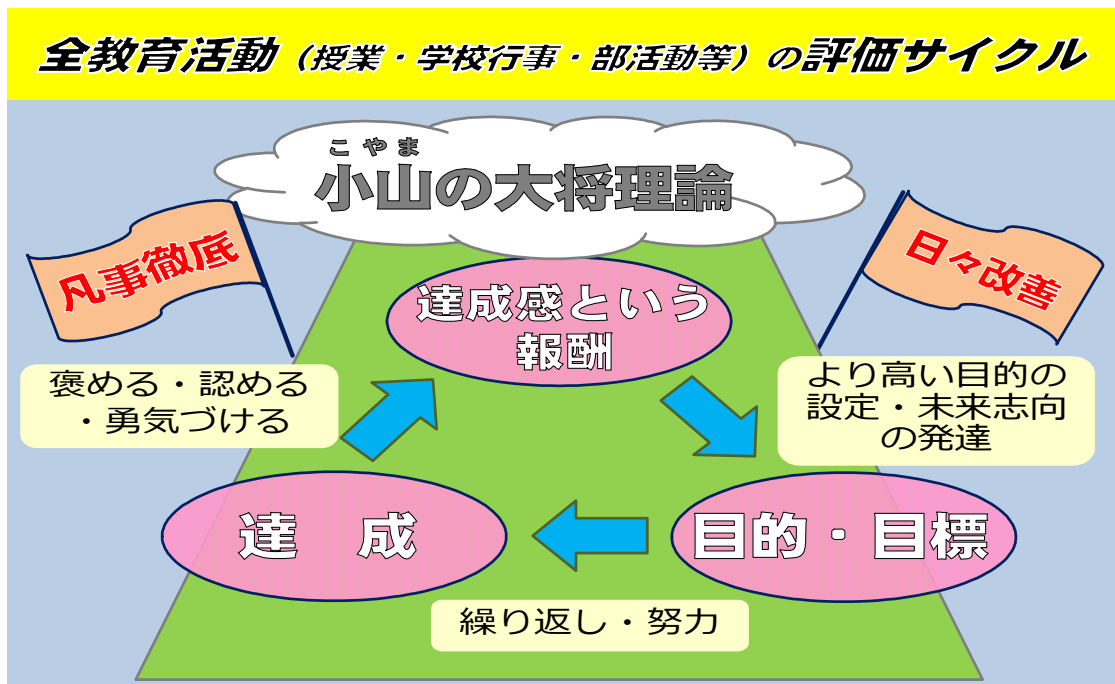 全教育活動（授業・学校行事・部活動等）の評価サイクル
こやま
小山の大将理論
凡事徹底
日々改善
達成感という
報酬
褒める・認める
・勇気づける
より高い目的の
設定・未来志向
の発達
達　成
目的・目標
繰り返し・努力